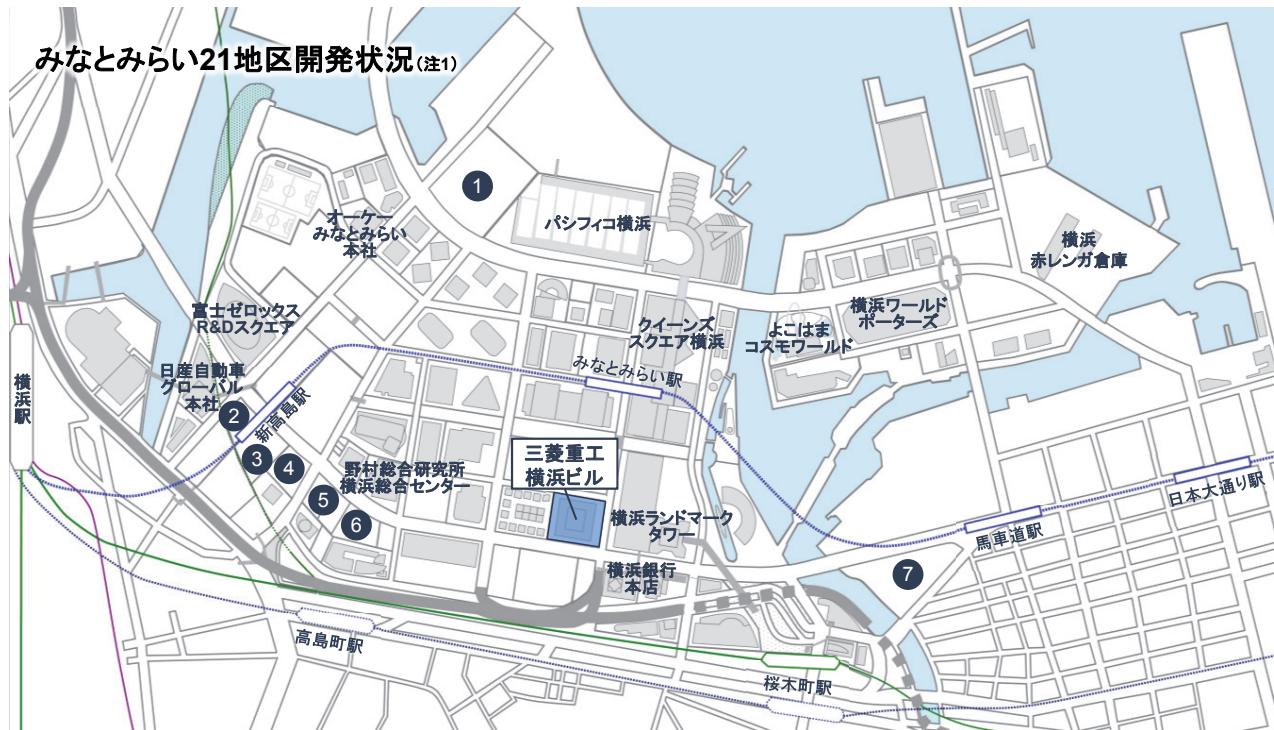 みなとみらい21地区開発状況(注1)
1
パシフィコ横浜
オーケー
みなとみらい
本社
横浜
赤レンガ倉庫
富士ゼロックス
R&Dスクエア
クイーンズ
スクエア横浜
よこはま
コスモワールド
横浜ワールド
ポーターズ
日産自動車
グローバル
本社
みなとみらい駅
横浜駅
2
新高島駅
3
4
野村総合研究所
横浜総合センター
5
6
三菱重工
横浜ビル
横浜ランドマーク
タワー
横浜銀行
本店
日本大通り駅
馬車道駅
7
高島町駅
桜木町駅